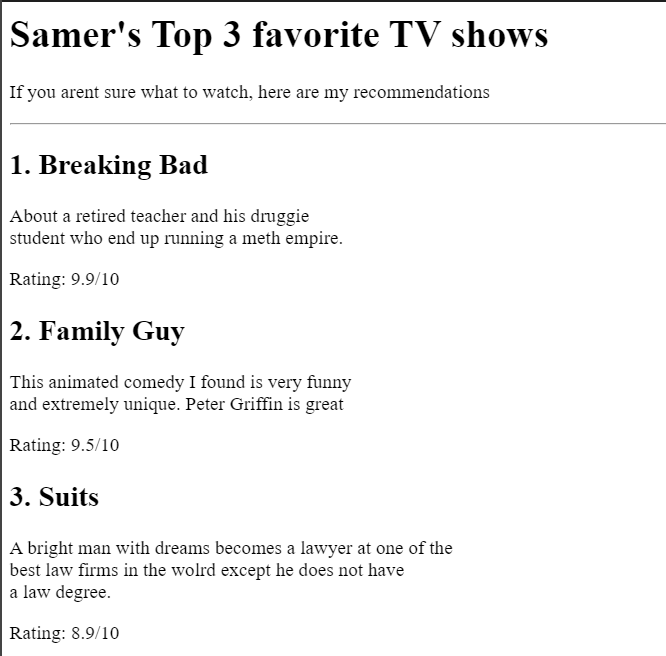 Samer's Top 3 favorite TV shows
If you arent sure what to watch, here are my recommendations
1. Breaking Bad
About a retired teacher and his druggie
student who end up running a meth empire.
Rating: 9.9/10
2. Family Guy
This animated comedy I found is very funny
and extremely unique. Peter Griffin is great
Rating: 9.5/10
3. Suits
A bright man with dreams becomes a lawyer at one of the
best law firms in the wolrd except he does not have
a law degree.
Rating: 8.9/10